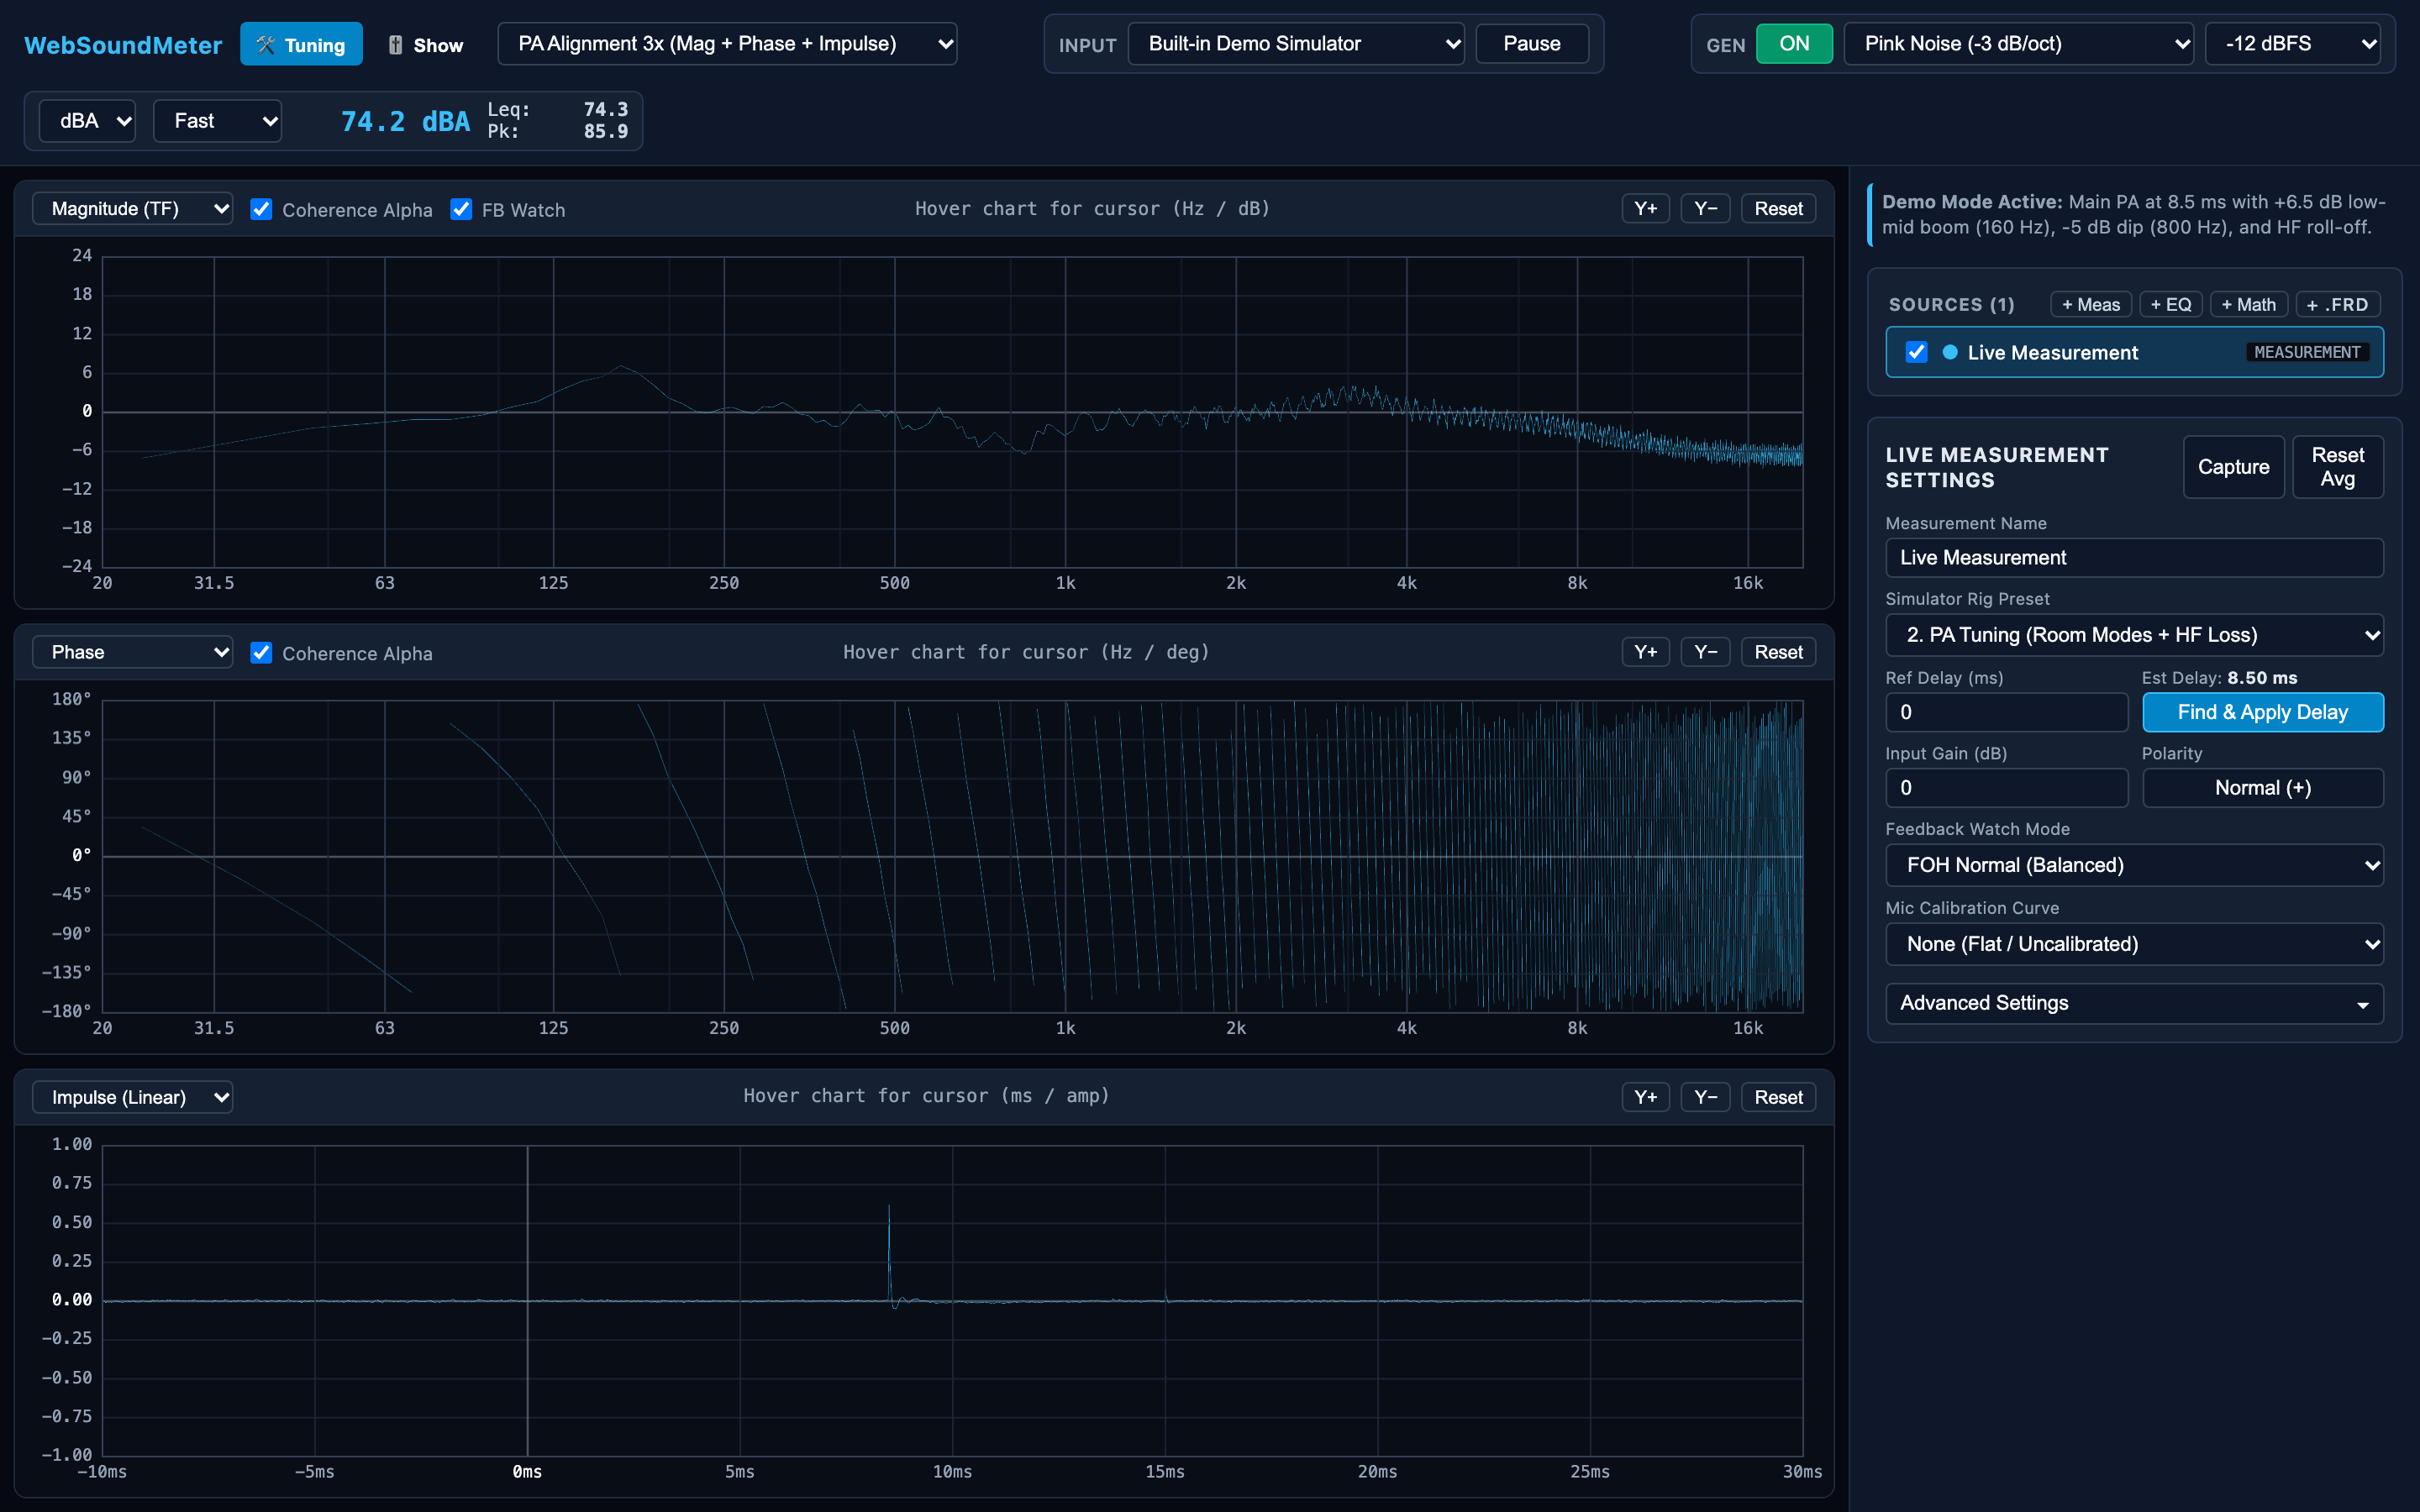 WebSoundMeter 🛠 Tuning 🎚 Show PA Alignment 3x (Mag + Phase + Impulse) INPUT Built-in Demo Simulator Pause GEN ON Pink Noise (-3 dB/oct) -12 dBFS
dBA Fast 74.2 dBA Leq: 74.3
Pk: 85.9
Magnitude (TF) Coherence Alpha FB Watch Hover chart for cursor (Hz / dB) Y+ Y− Reset
24
18
12
6
0
−6
−12
−18
−24
20 31.5 63 125 250 500 1k 2k 4k 8k 16k
Phase Coherence Alpha Hover chart for cursor (Hz / deg) Y+ Y− Reset
180°
135°
90°
45°
0°
−45°
−90°
−135°
−180°
20 31.5 63 125 250 500 1k 2k 4k 8k 16k
Impulse (Linear) Hover chart for cursor (ms / amp) Y+ Y− Reset
1.00
0.75
0.50
0.25
0.00
−0.25
−0.50
−0.75
−1.00
−10ms −5ms 0ms 5ms 10ms 15ms 20ms 25ms 30ms
Demo Mode Active: Main PA at 8.5 ms with +6.5 dB low-
mid boom (160 Hz), -5 dB dip (800 Hz), and HF roll-off.
SOURCES (1) + Meas + EQ + Math + .FRD
Live Measurement MEASUREMENT
LIVE MEASUREMENT
SETTINGS
Capture
Reset
Avg
Measurement Name
Live Measurement
Simulator Rig Preset
2. PA Tuning (Room Modes + HF Loss)
Ref Delay (ms) Est Delay: 8.50 ms
0 Find & Apply Delay
Input Gain (dB) Polarity
0 Normal (+)
Feedback Watch Mode
FOH Normal (Balanced)
Mic Calibration Curve
None (Flat / Uncalibrated)
Advanced Settings